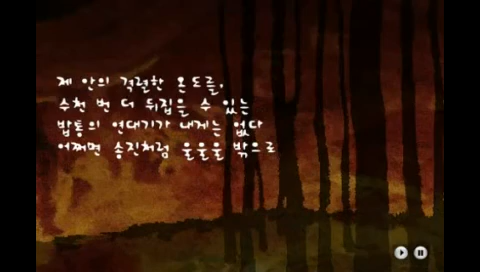 제 안의 격렬한 온도를,
수천 번 더 뒤집을 수 있는
밥통의 연대기가 내게는 없다
어쩌면 송진처럼 울울울 밖으로